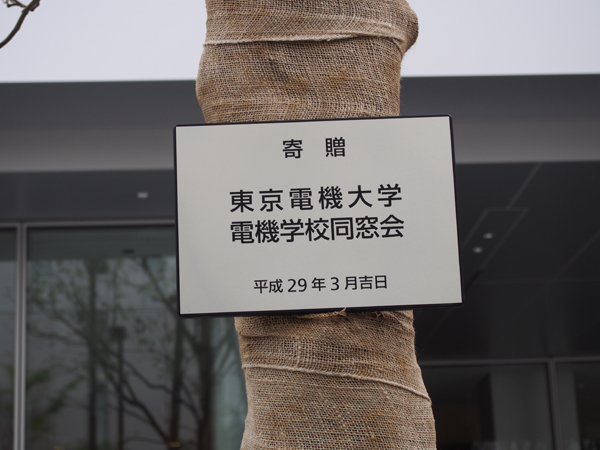 寄贈
東京電機大学
電機学校同窓会
平成29年3月吉日